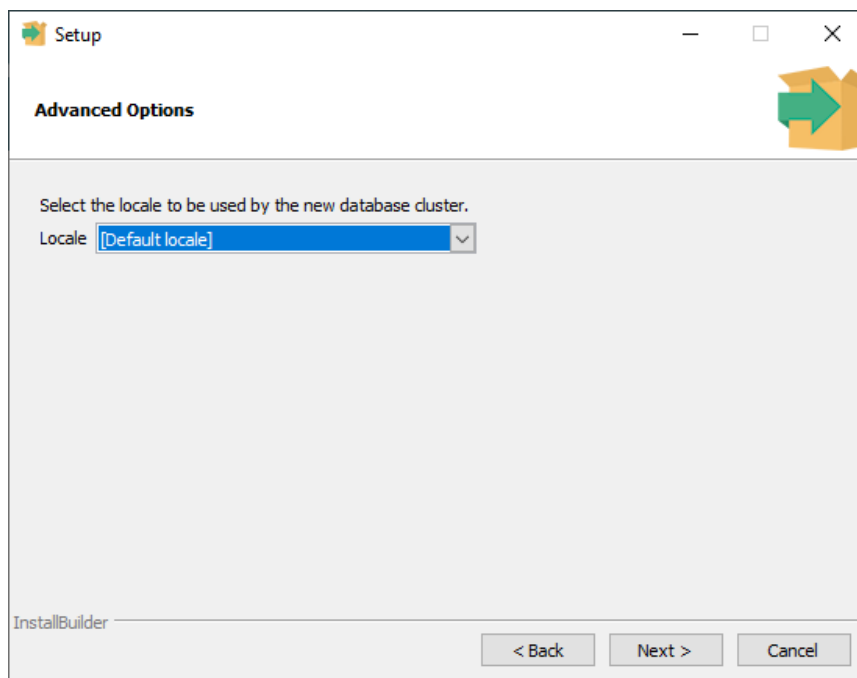 Setup
Advanced Options
Select the locale to be used by the new database cluster.
Locale [Default locale]
InstallBuilder
< Back Next > Cancel